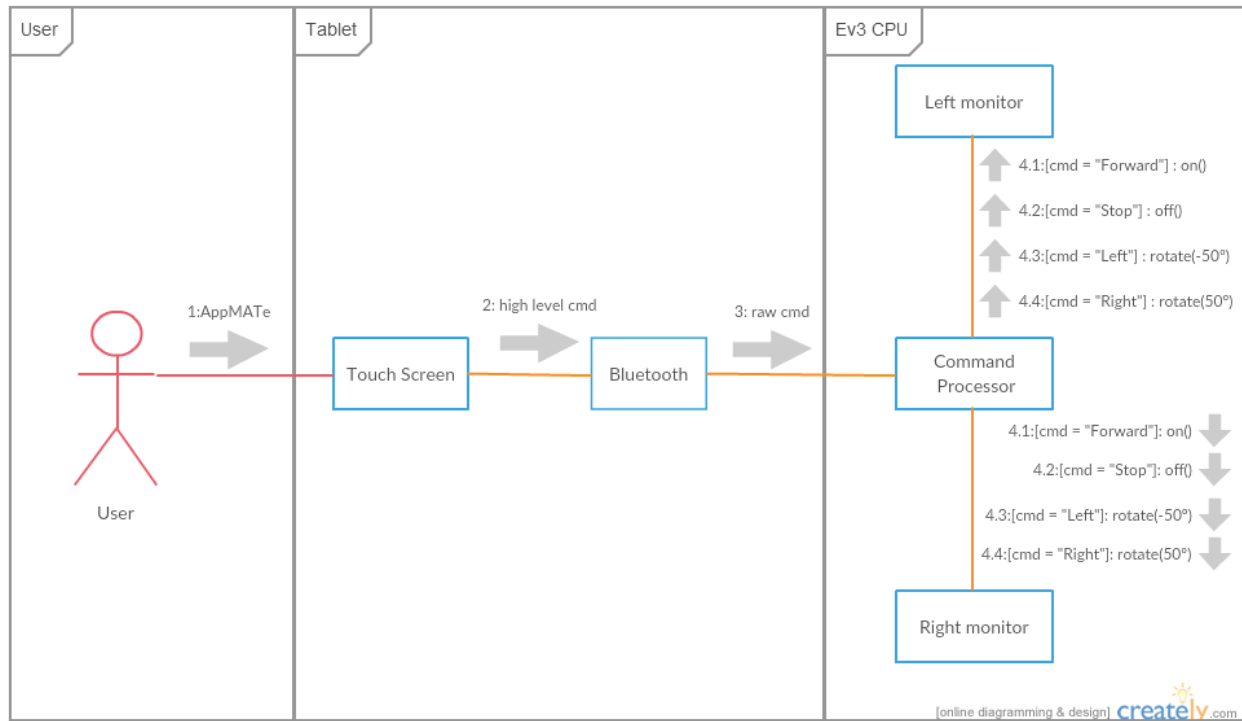 User
Tablet
Ev3 CPU
Left monitor
4.1:[cmd = "Forward"] : on()
4.2:[cmd = "Stop"] : off()
4.3:[cmd = "Left"] : rotate(-50°)
4.4:[cmd = "Right"] : rotate(50°)
1:AppMATe
2: high level cmd
3: raw cmd
Touch Screen
Bluetooth
Command
Processor
4.1:[cmd = "Forward"]: on()
4.2:[cmd = "Stop"]: off()
4.3:[cmd = "Left"]: rotate(-50°)
4.4:[cmd = "Right"]: rotate(50°)
User
Right monitor
[online diagramming & design] creately.com